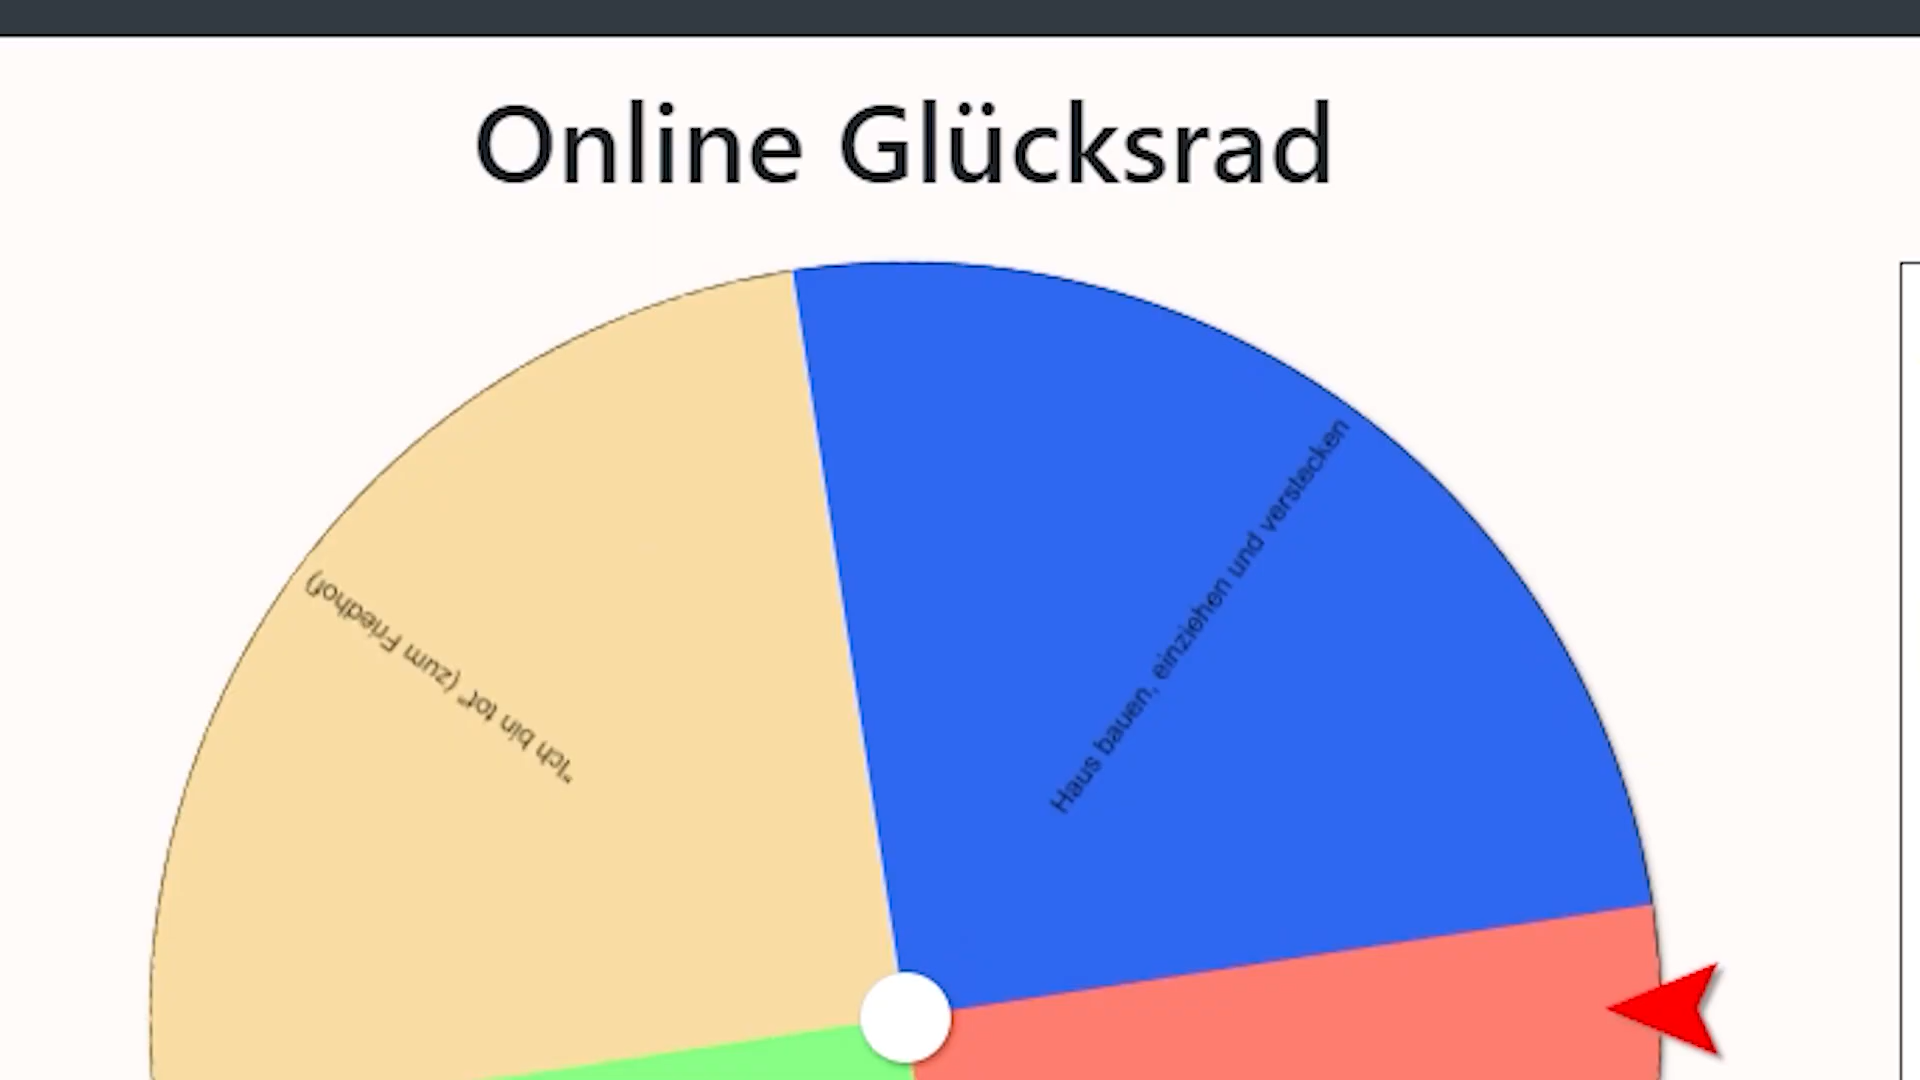 Online Glücksrad
"Ich bin tot" (zum Friedhof)
Haus bauen, einziehen und verstecken